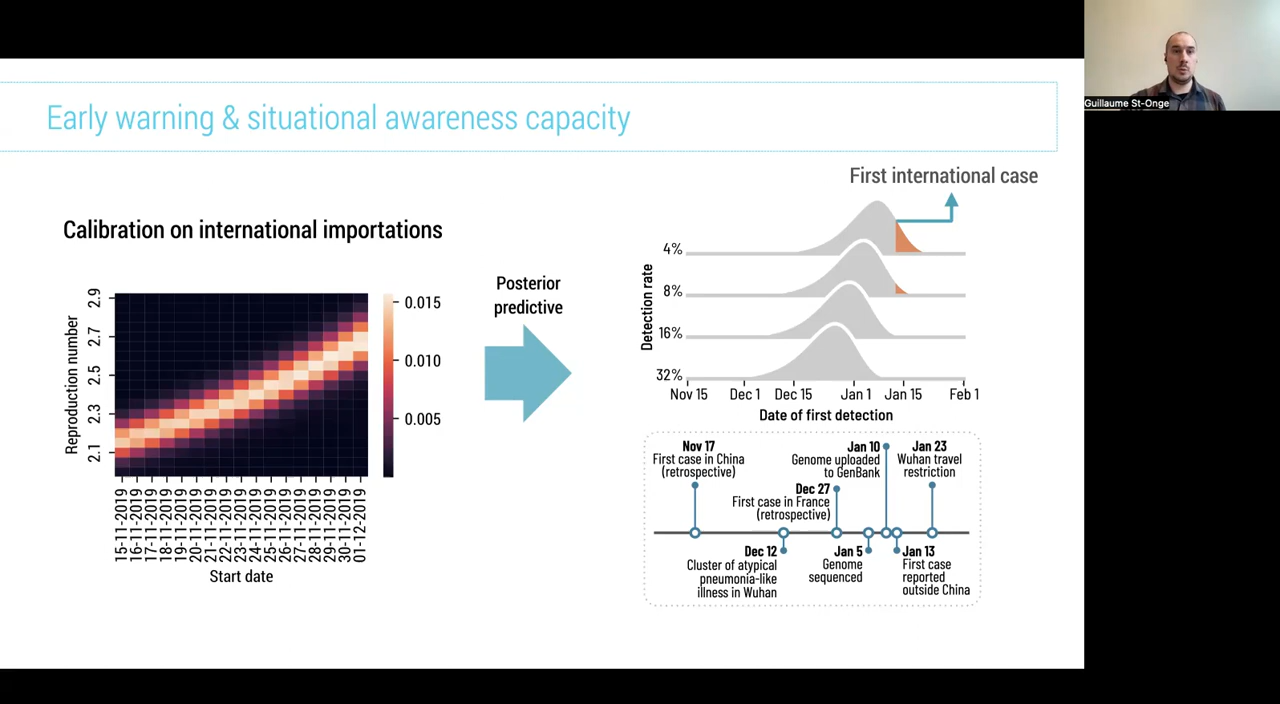 Early warning & situational awareness capacity
Guillaume St-Onge
Calibration on international importations
Reproduction number
2.9
2.7
2.5
2.3
2.1
0.015
0.010
0.005
15-11-2019
16-11-2019
17-11-2019
18-11-2019
19-11-2019
20-11-2019
21-11-2019
22-11-2019
23-11-2019
24-11-2019
25-11-2019
26-11-2019
27-11-2019
28-11-2019
29-11-2019
30-11-2019
01-12-2019
Start date
Posterior
predictive
First international case
Detection rate
4%
8%
16%
32%
Nov 15 Dec 1 Dec 15 Jan 1 Jan 15 Feb 1
Date of first detection
Nov 17
First case in China
(retrospective)
Dec 12
Cluster of atypical
pneumonia-like
illness in Wuhan
Dec 27
First case in France
(retrospective)
Jan 5
Genome
sequenced
Jan 10
Genome uploaded
to GenBank
Jan 13
First case
reported
outside China
Jan 23
Wuhan travel
restriction